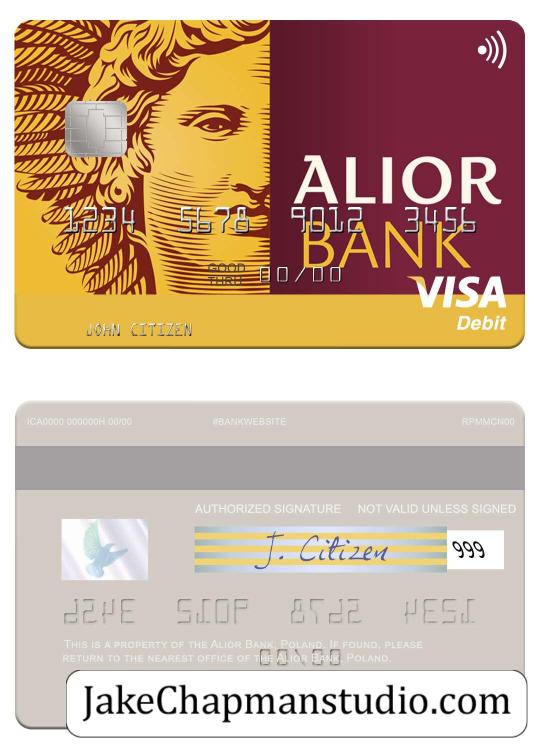 ALIOR
1234 5678 9012 3456
BANK
GOOD
THRU 00/00
VISA
Debit
JOHN CITIZEN
ICA0000 000000H 00/00 #BANKWEBSITE RPMMCN00
AUTHORIZED SIGNATURE NOT VALID UNLESS SIGNED
J. Citizen 999
THIS IS A PROPERTY OF THE ALIOR BANK, POLAND. IF FOUND, PLEASE
RETURN TO THE NEAREST OFFICE OF THE ALIOR BANK, POLAND.
JakeChapmanstudio.com